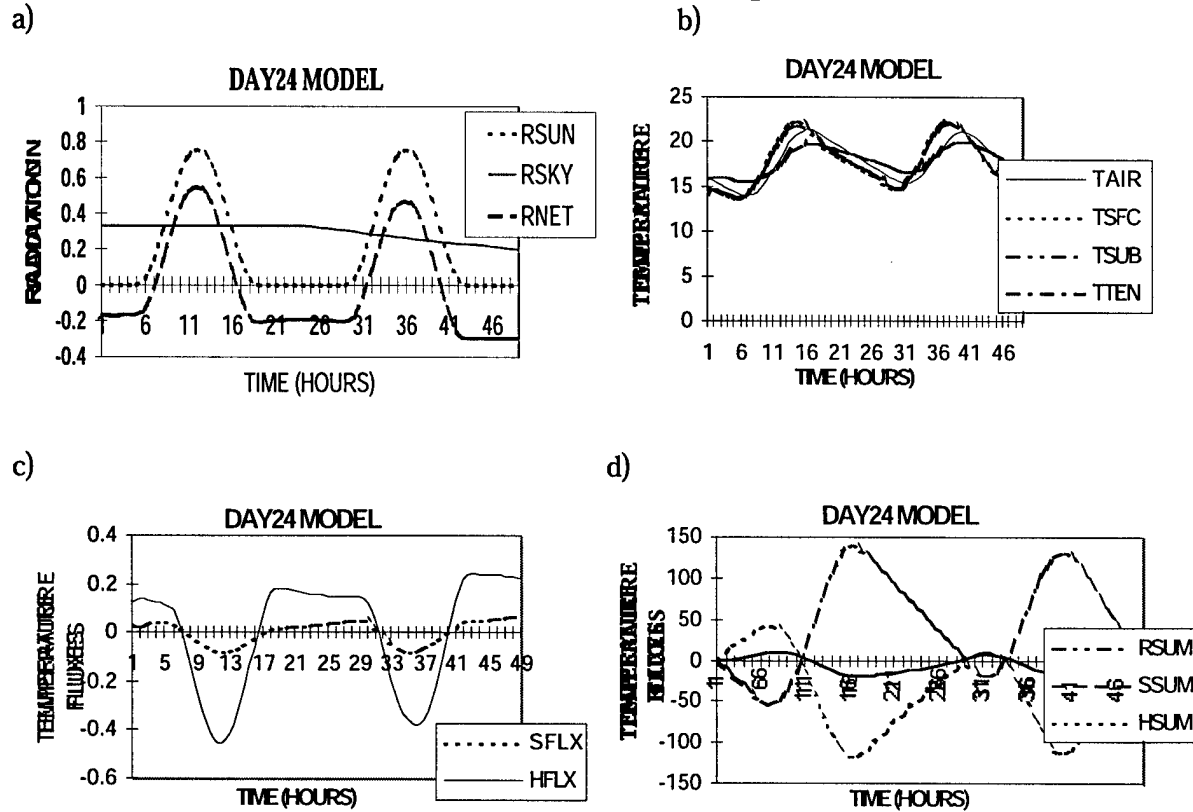 a)
DAY24 MODEL
1
0.8
0.6
0.4
0.2
0
-0.2
-0.4
1 6 11 16 21 26 31 36 41 46
TIME (HOURS)
RSUN
RSKY
RNET
b)
DAY24 MODEL
25
20
15
10
5
0
1 6 11 16 21 26 31 36 41 46
TIME (HOURS)
TAIR
TSFC
TSUB
TTEN
c)
DAY24 MODEL
0.4
0.2
0
-0.2
-0.4
-0.6
1 5 9 13 17 21 25 29 33 37 41 45 49
FLUXES
TIME (HOURS)
SFLX
HFLX
d)
DAY24 MODEL
150
100
50
0
-50
-100
-150
TIME (HOURS)
RSUM
SSUM
HSUM